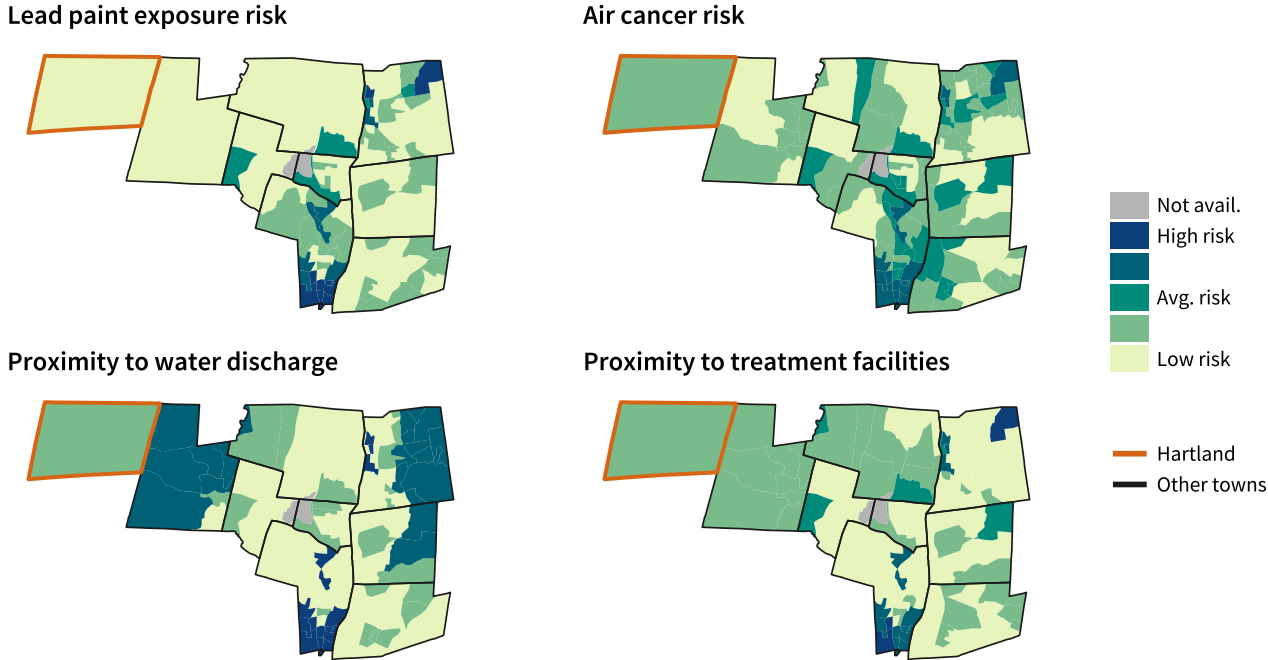 Lead paint exposure risk
Air cancer risk
Proximity to water discharge
Proximity to treatment facilities
Not avail.
High risk
Avg. risk
Low risk
Hartland
Other towns